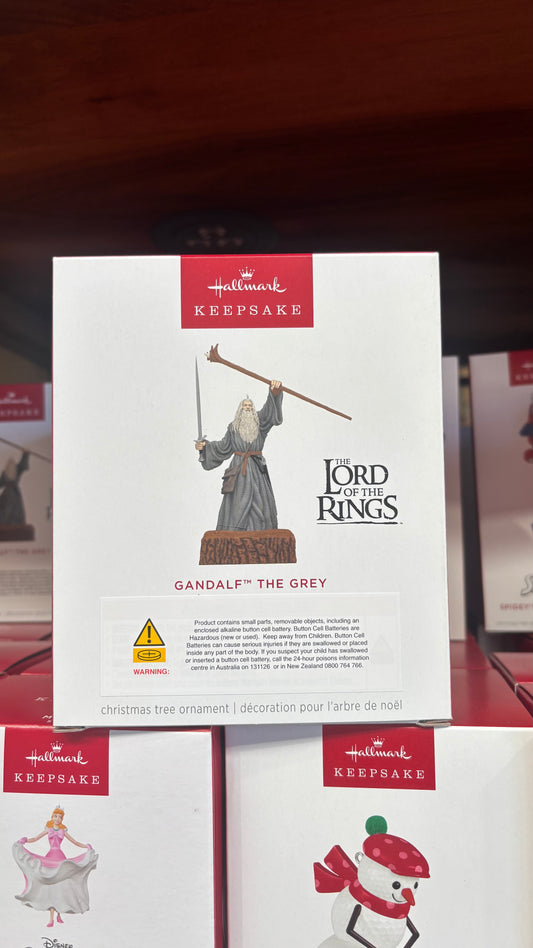 Hallmark
KEEPSAKE
THE
LORD
OF THE
RINGS
GANDALF™ THE GREY
Product contains small parts, removable objects, including an
enclosed alkaline button cell battery. Button Cell Batteries are
Hazardous (new or used). Keep away from Children. Button Cell
Batteries can cause serious injuries if they are swallowed or placed
inside any part of the body. If you suspect your child has swallowed
or inserted a button cell battery, call the 24-hour poisons information
centre in Australia on 131126 or in New Zealand 0800 764 766.
WARNING:
christmas tree ornament | décoration pour l'arbre de noël
Hallmark
KEEPSAKE
Hallmark
KEEPSAKE
Hallmark
KEEPSAKE
Disney
Hallmark
KEEPSAKE